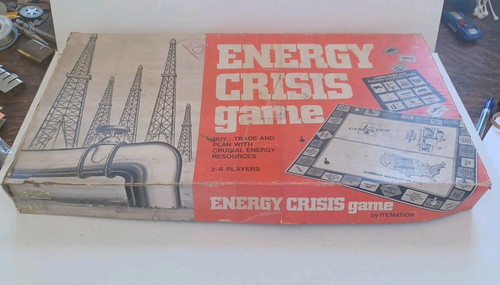 ENERGY
CRISIS
game
BUY...TRADE AND
PLAN WITH
CRUCIAL ENERGY
RESOURCES
2-6 PLAYERS
ENERGY CRISIS game
by ITEMATION